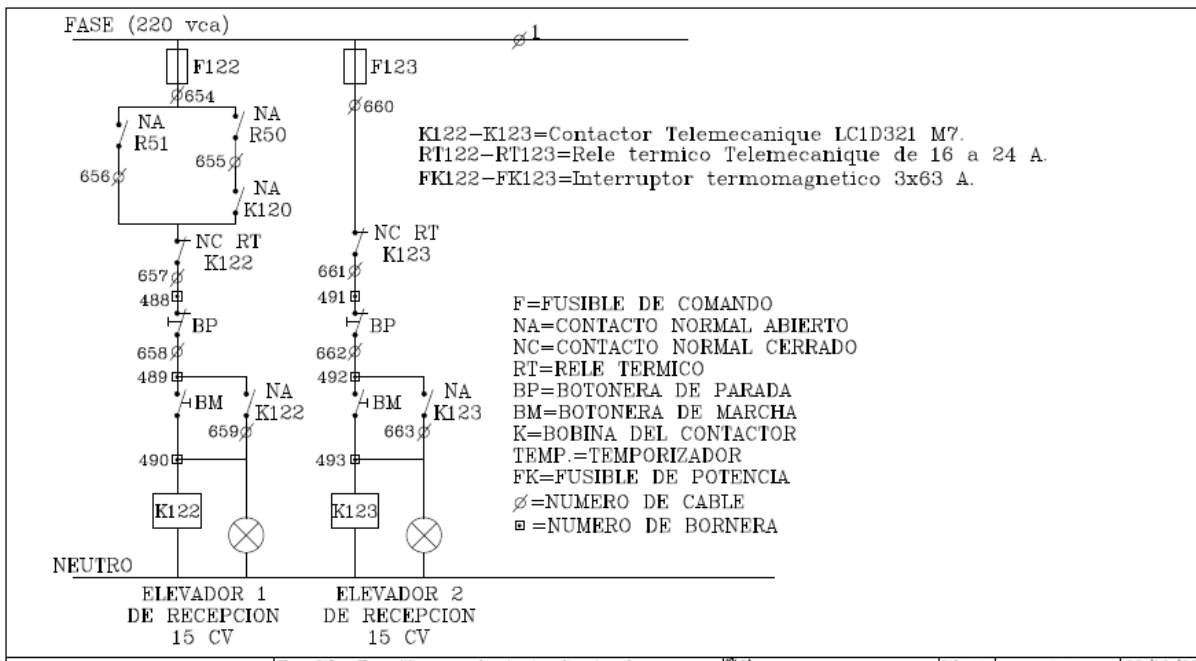 FASE (220 vca)
1
F122
F123
654
660
NA
R51
NA
R50
655
656
NA
K120
K122-K123=Contactor Telemecanique LC1D321 M7.
RT122-RT123=Rele termico Telemecanique de 16 a 24 A.
FK122-FK123=Interruptor termomagnetico 3x63 A.
NC RT
K122
NC RT
K123
657
661
488
491
BP
BP
658
662
489
492
BM
NA
K122
BM
NA
K123
659
663
490
493
K122
K123
F=FUSIBLE DE COMANDO
NA=CONTACTO NORMAL ABIERTO
NC=CONTACTO NORMAL CERRADO
RT=RELE TERMICO
BP=BOTONERA DE PARADA
BM=BOTONERA DE MARCHA
K=BOBINA DEL CONTACTOR
TEMP.=TEMPORIZADOR
FK=FUSIBLE DE POTENCIA
=NUMERO DE CABLE
=NUMERO DE BORNERA
NEUTRO
ELEVADOR 1
DE RECEPCION
15 CV
ELEVADOR 2
DE RECEPCION
15 CV